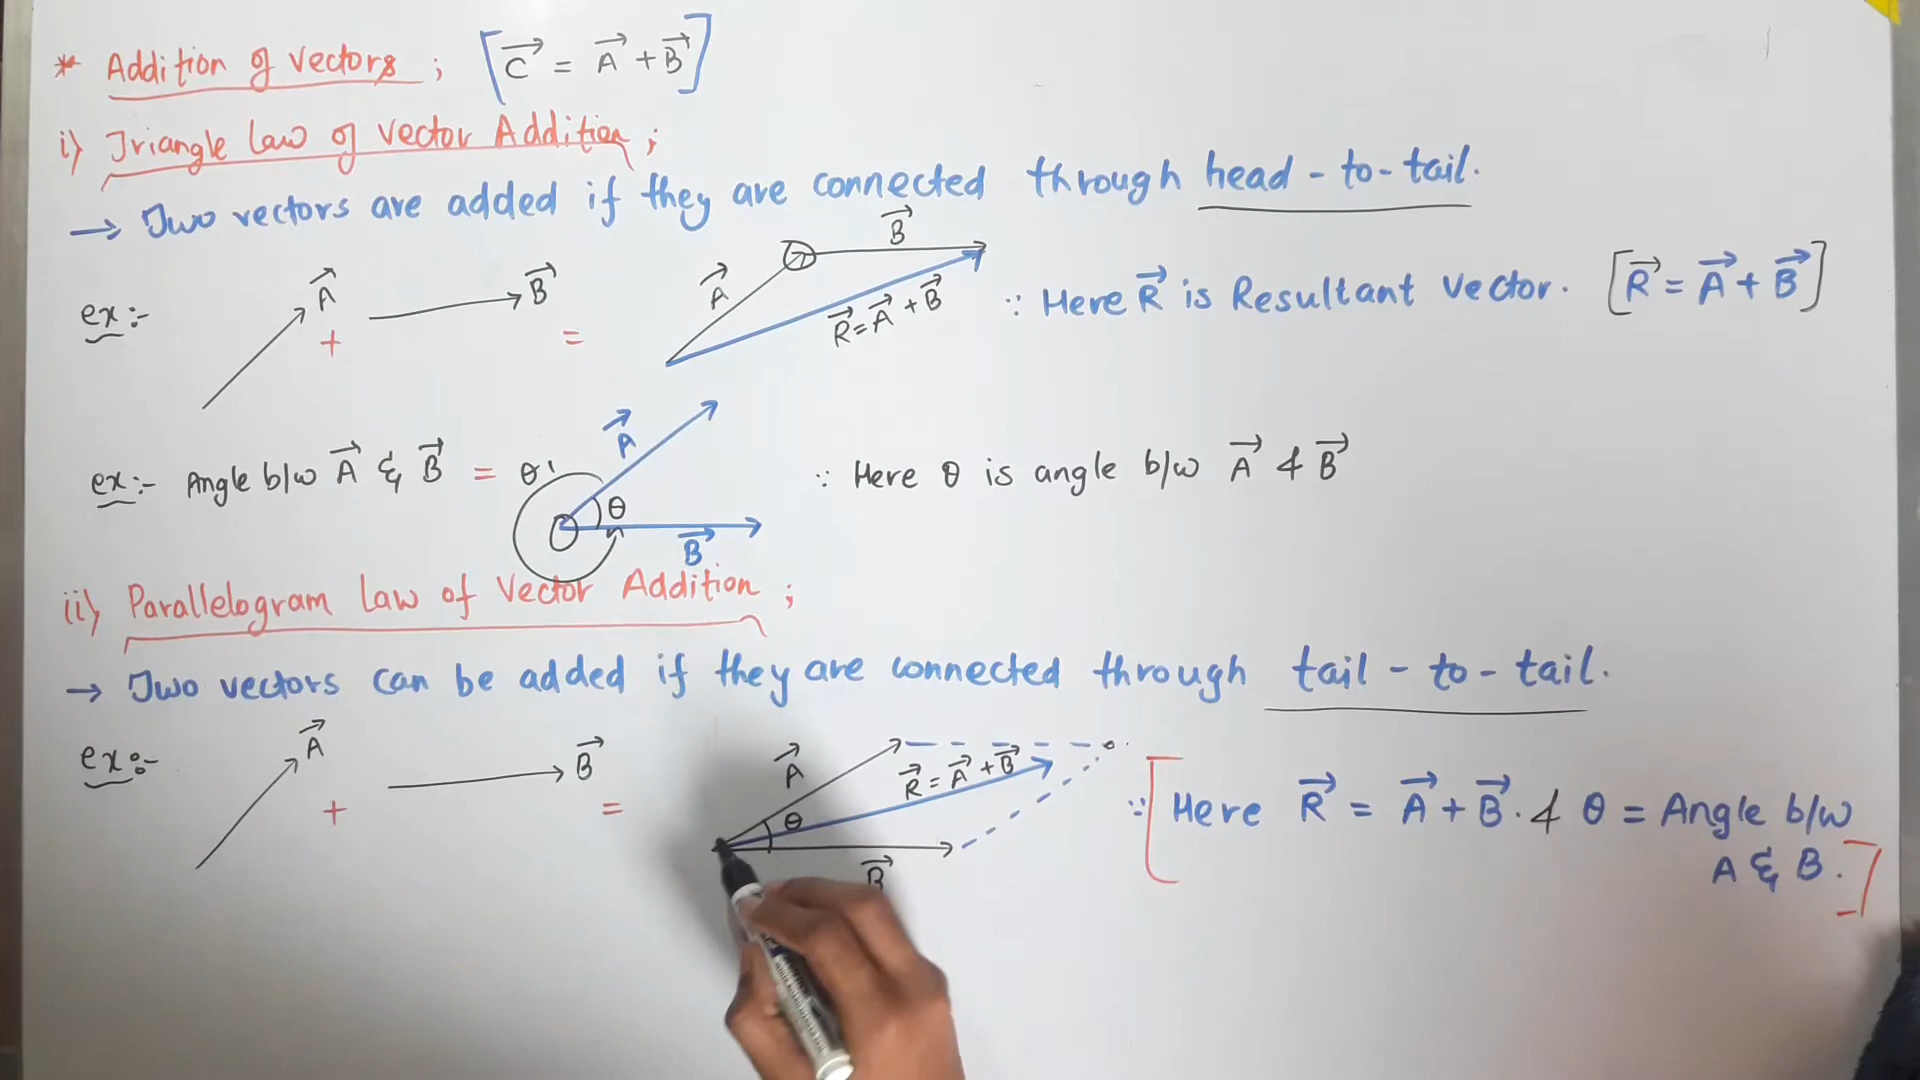 * Addition of vectors ; [C⃗ = A⃗ + B⃗]
i) Triangle law of vector Addition ;
→ Two vectors are added if they are connected through head-to-tail.
ex:- A⃗ + B⃗ = A⃗ B⃗ R⃗ = A⃗ + B⃗ ∵ Here R⃗ is Resultant vector. [R⃗ = A⃗ + B⃗]
ex:- Angle b/w A⃗ & B⃗ = θ' θ A⃗ B⃗ ∵ Here θ is angle b/w A⃗ & B⃗
ii) Parallelogram law of vector Addition ;
→ Two vectors can be added if they are connected through tail-to-tail.
ex:- A⃗ + B⃗ = A⃗ θ R⃗ = A⃗ + B⃗ B⃗ ∵ [Here R⃗ = A⃗ + B⃗. & θ = Angle b/w
A & B.]